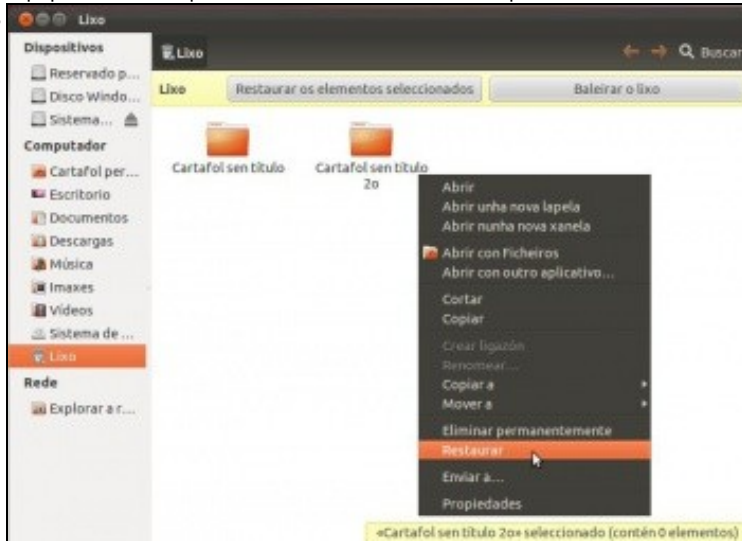 Lixo
Dispositivos
Reservado p...
Disco Windo...
Sistema...
Computador
Cartafol per...
Escritorio
Documentos
Descargas
Música
Imaxes
Vídeos
Sistema de ...
Lixo
Rede
Explorar a r...
Lixo
Buscar
Lixo
Restaurar os elementos seleccionados
Baleirar o lixo
Cartafol sen título
Cartafol sen título
2o
Abrir
Abrir unha nova lapela
Abrir nunha nova xanela
Abrir con Ficheiros
Abrir con outro aplicativo...
Cortar
Copiar
Crear ligazón
Renomear...
Copiar a
Mover a
Eliminar permanentemente
Restaurar
Enviar a...
Propiedades
«Cartafol sen título 2o» seleccionado (contén 0 elementos)